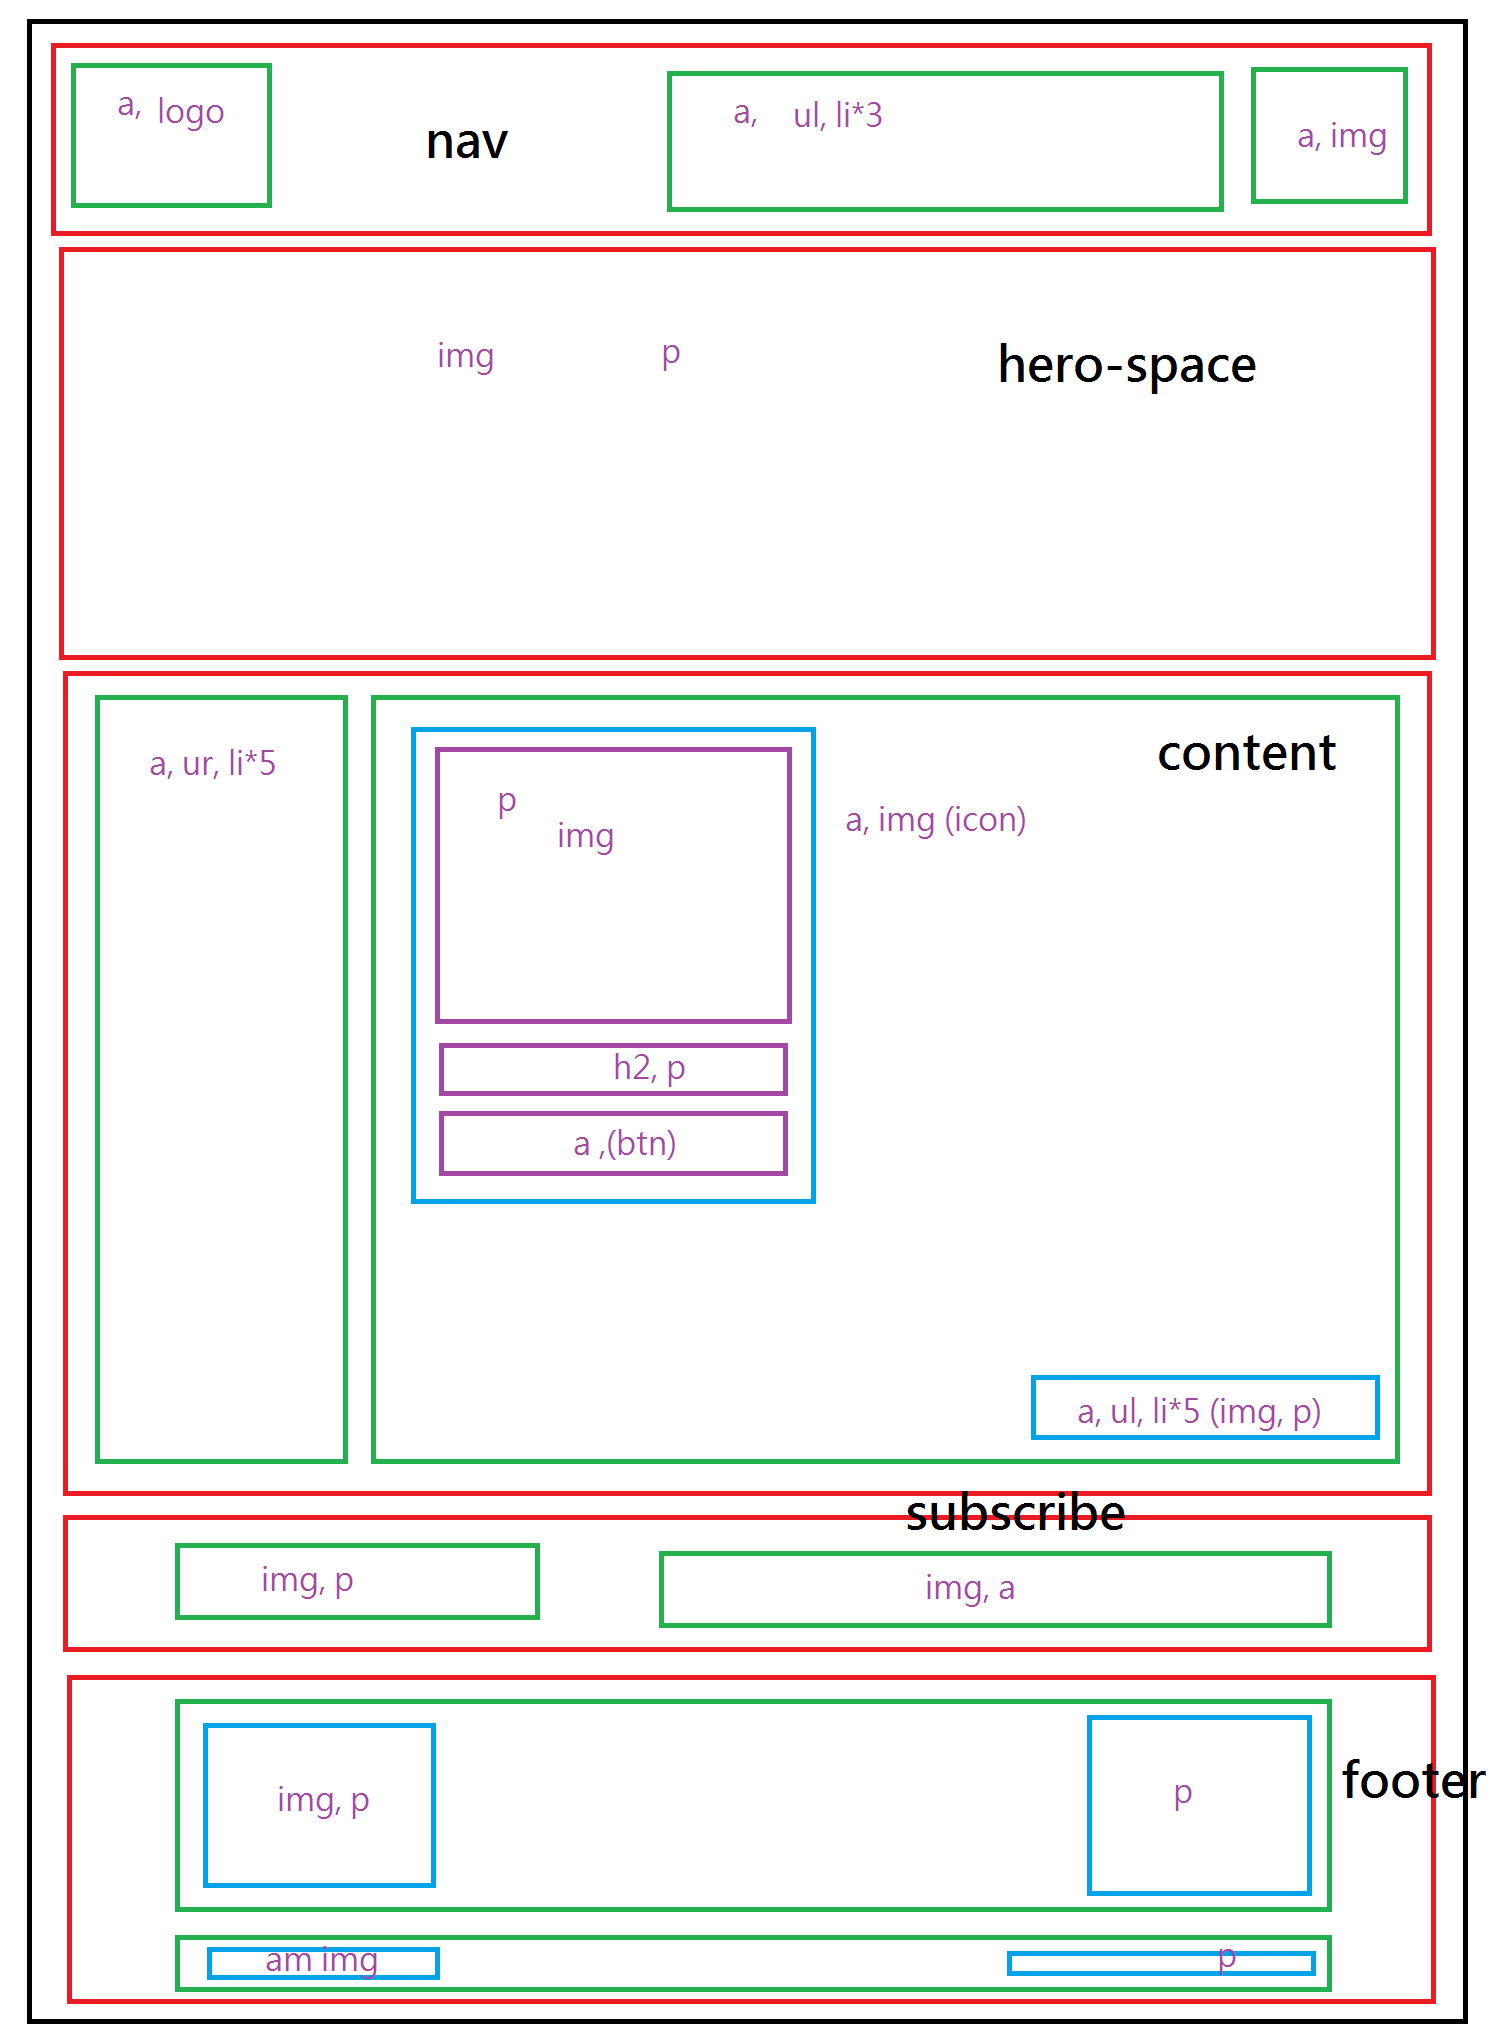 a, logo
nav
a, ul, li*3
a, img
img
p
hero-space
a, ur, li*5
content
p
img
a, img (icon)
h2, p
a ,(btn)
a, ul, li*5 (img, p)
subscribe
img, p
img, a
img, p
p
footer
am img
p